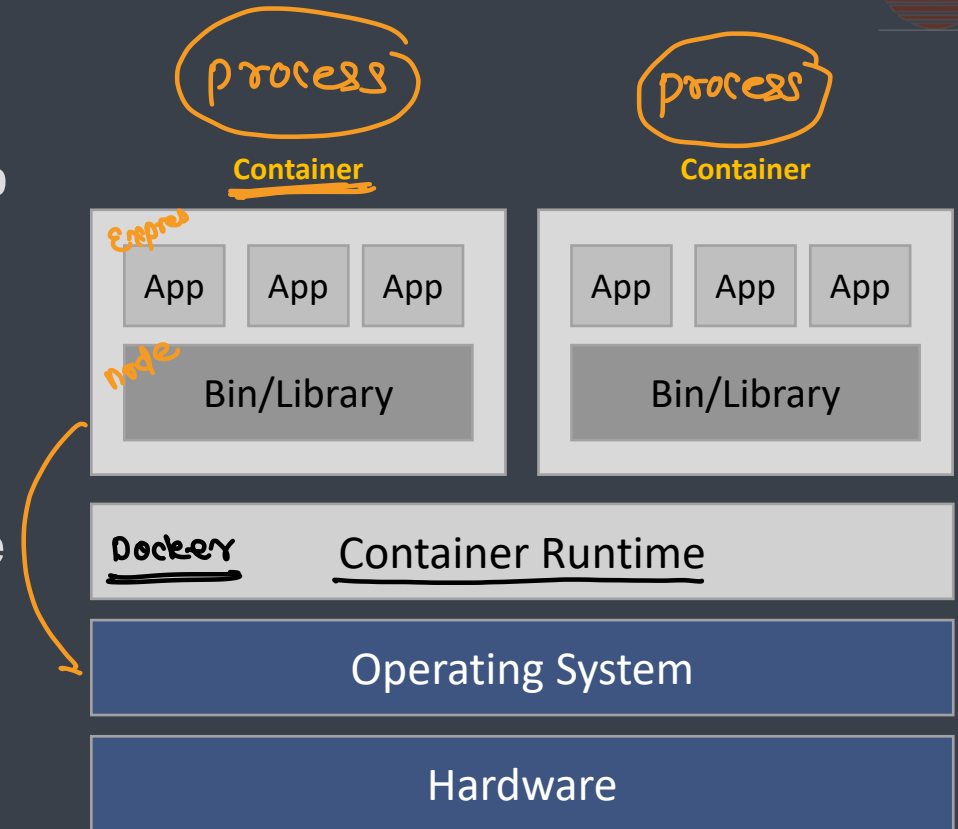 process process
Container Container
Expres
App App App App App App
Node
Bin/Library Bin/Library
Docker Container Runtime
Operating System
Hardware